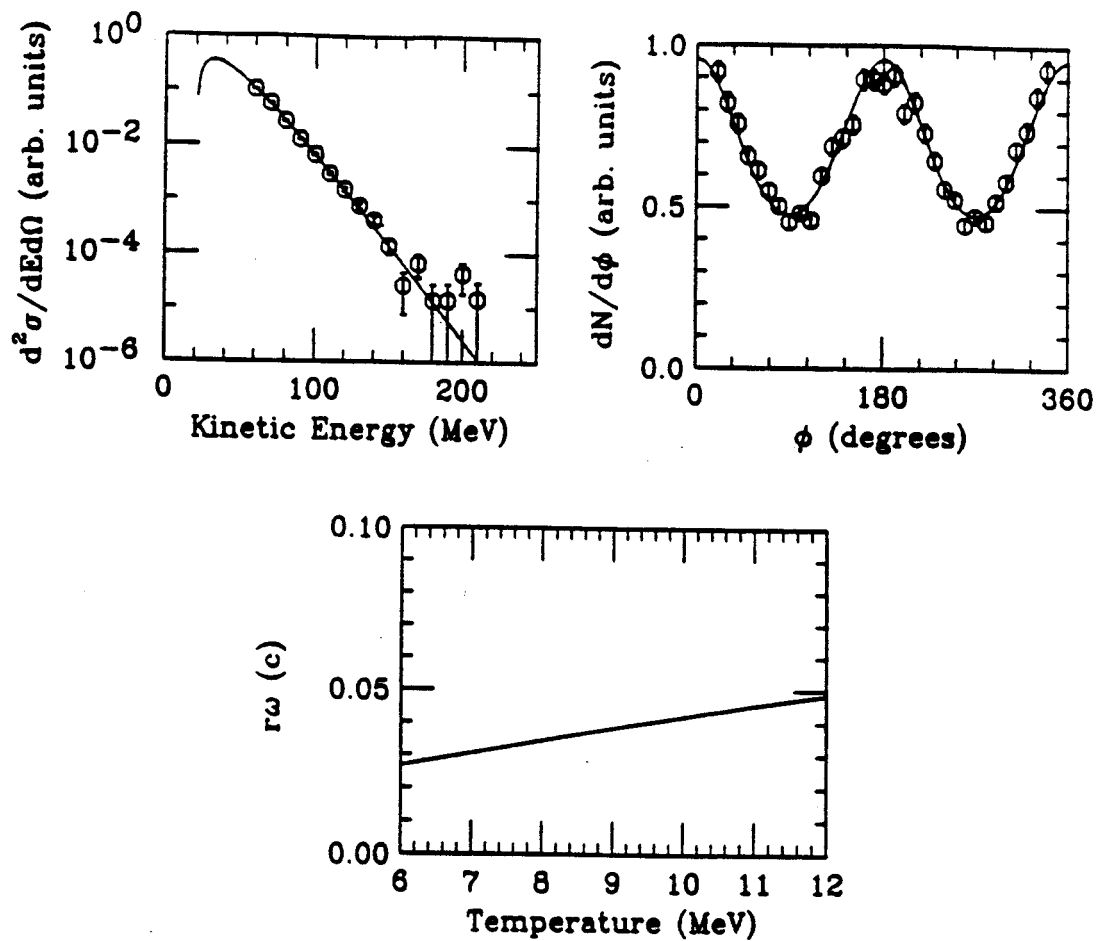 10⁰
10⁻²
10⁻⁴
10⁻⁶
d²σ/dEdΩ (arb. units)
0 100 200
Kinetic Energy (MeV)
1.0
0.5
0.0
dN/dϕ (arb. units)
0 180 360
ϕ (degrees)
0.10
0.05
0.00
rω (c)
6 7 8 9 10 11 12
Temperature (MeV)